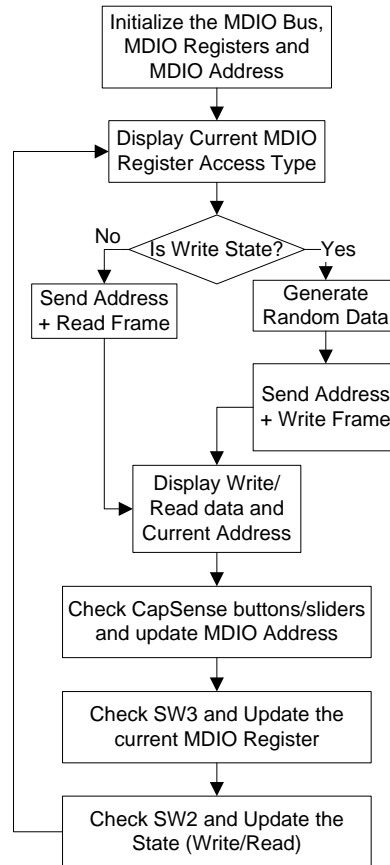 Initialize the MDIO Bus,
MDIO Registers and
MDIO Address
Display Current MDIO
Register Access Type
No
Is Write State?
Yes
Send Address
+ Read Frame
Generate
Random Data
Send Address
+ Write Frame
Display Write/
Read data and
Current Address
Check CapSense buttons/sliders
and update MDIO Address
Check SW3 and Update the
current MDIO Register
Check SW2 and Update the
State (Write/Read)